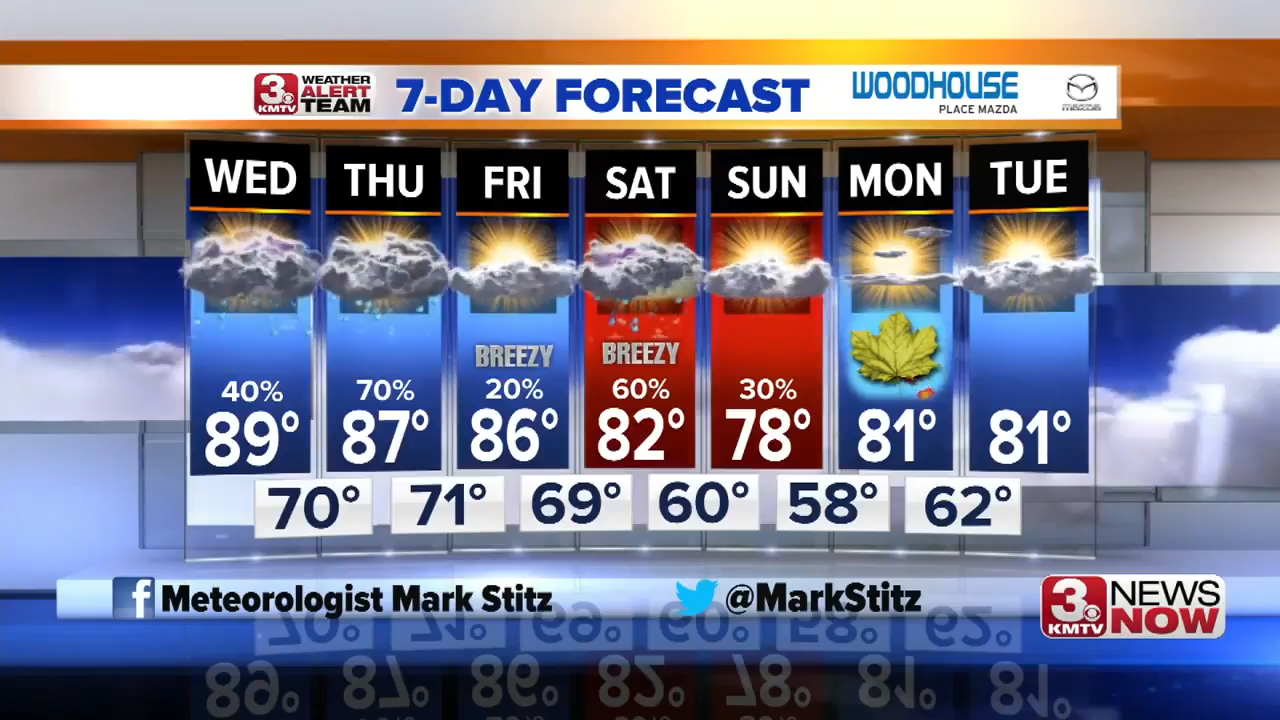 3 KMTV WEATHER ALERT TEAM
7-DAY FORECAST
WOODHOUSE
PLACE MAZDA
WED THU FRI SAT SUN MON TUE
BREEZY BREEZY
40% 70% 20% 60% 30%
89° 87° 86° 82° 78° 81° 81°
70° 71° 69° 60° 58° 62°
f Meteorologist Mark Stitz @MarkStitz
3 KMTV NEWS NOW